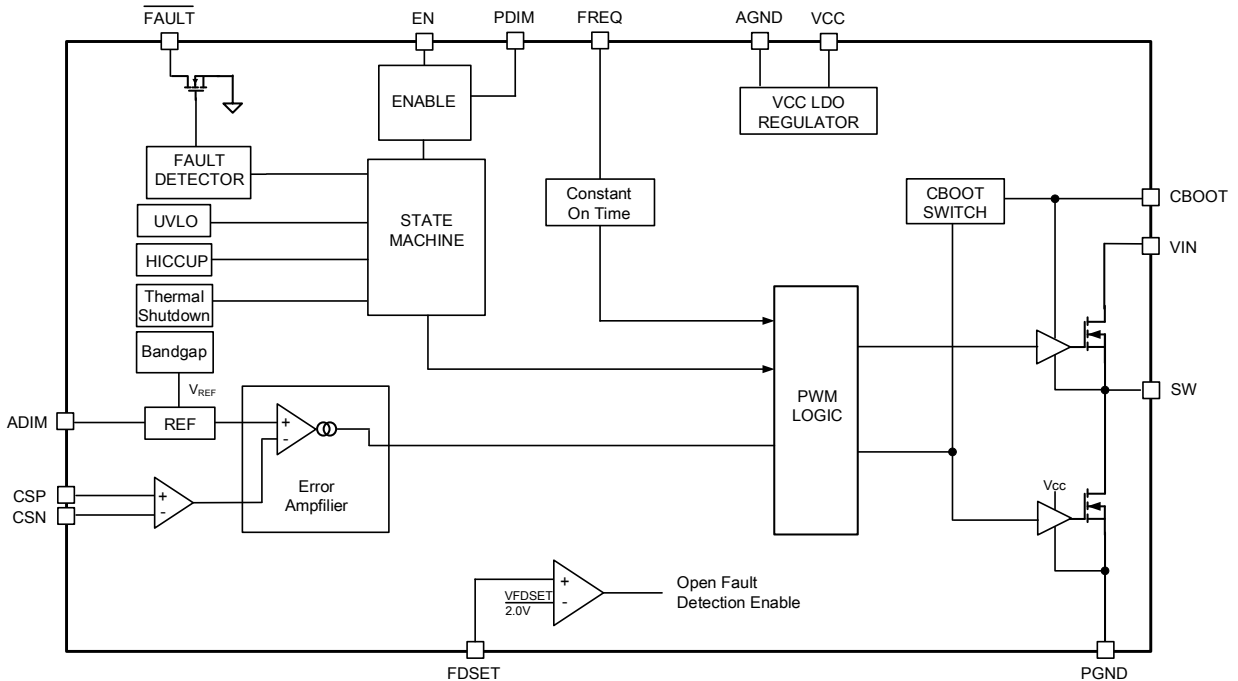 FAULT
EN
PDIM
FREQ
AGND
VCC
ENABLE
VCC LDO
REGULATOR
FAULT
DETECTOR
STATE
MACHINE
Constant
On Time
CBOOT
SWITCH
CBOOT
UVLO
VIN
HICCUP
Thermal
Shutdown
Bandgap
VREF
ADIM
REF
+
-
PWM
LOGIC
SW
Error
Ampfilier
CSP
CSN
+
-
Vcc
VFDSET
2.0V
+
-
Open Fault
Detection Enable
FDSET
PGND